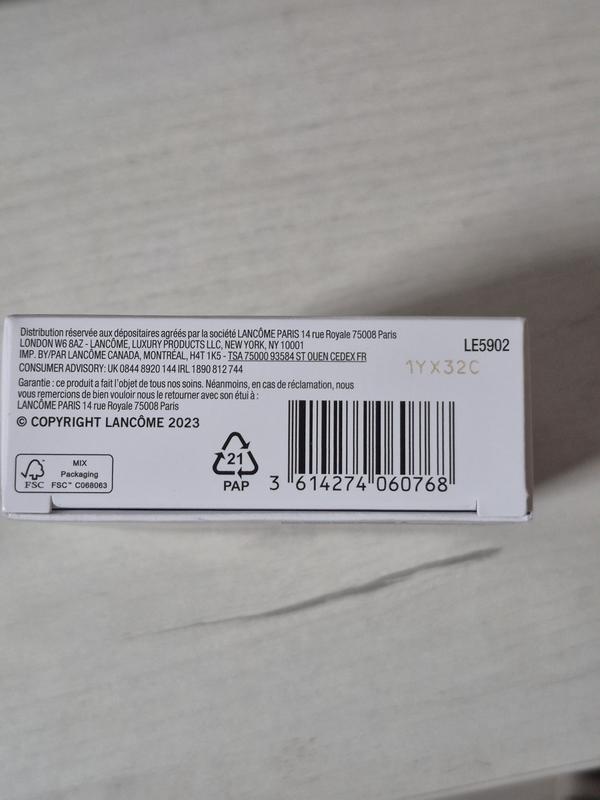 Distribution réservée aux dépositaires agréés par la société LANCÔME PARIS 14 rue Royale 75008 Paris
LONDON W6 8AZ - LANCÔME, LUXURY PRODUCTS LLC, NEW YORK, NY 10001
IMP. BY/PAR LANCÔME CANADA, MONTRÉAL, H4T 1K5 - TSA 75000 93584 ST OUEN CEDEX FR
CONSUMER ADVISORY: UK 0844 8920 144 IRL 1890 812 744
Garantie : ce produit a fait l'objet de tous nos soins. Néanmoins, en cas de réclamation, nous
vous remercions de bien vouloir nous le retourner avec son étui à :
LANCÔME PARIS 14 rue Royale 75008 Paris
© COPYRIGHT LANCÔME 2023
LE5902
1YX32C
FSC
MIX
Packaging
FSC™ C068063
21
PAP
3 614274 060768